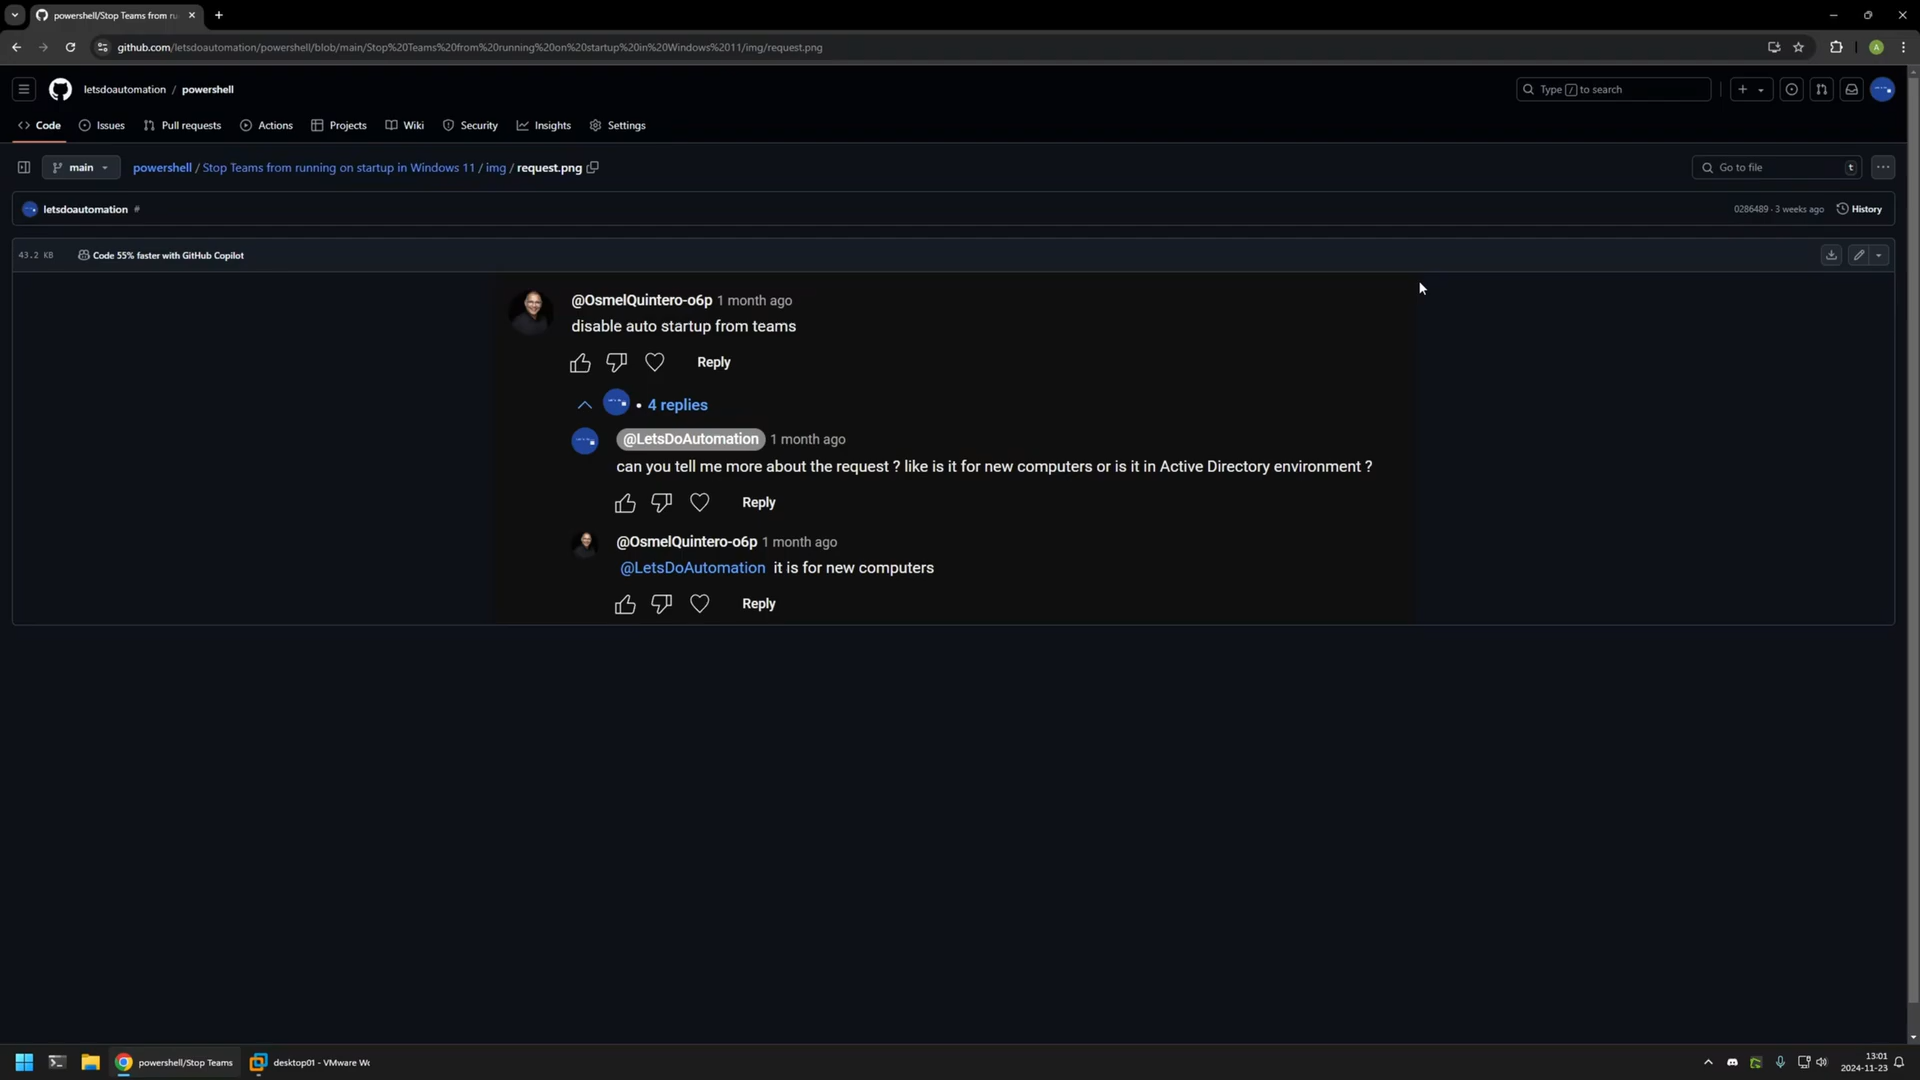 powershell/Stop Teams from ru
github.com/letsdoautomation/powershell/blob/main/Stop%20Teams%20from%20running%20on%20startup%20in%20Windows%2011/img/request.png
A
letsdoautomation / powershell
Type / to search
Code Issues Pull requests Actions Projects Wiki Security Insights Settings
main
powershell / Stop Teams from running on startup in Windows 11 / img / request.png
Go to file t
letsdoautomation #
0286489 · 3 weeks ago History
43.2 KB Code 55% faster with GitHub Copilot
@OsmelQuintero-o6p 1 month ago
disable auto startup from teams
Reply
• 4 replies
@LetsDoAutomation 1 month ago
can you tell me more about the request ? like is it for new computers or is it in Active Directory environment ?
Reply
@OsmelQuintero-o6p 1 month ago
@LetsDoAutomation it is for new computers
Reply
powershell/Stop Teams
desktop01 - VMware Wo
13:01
2024-11-23